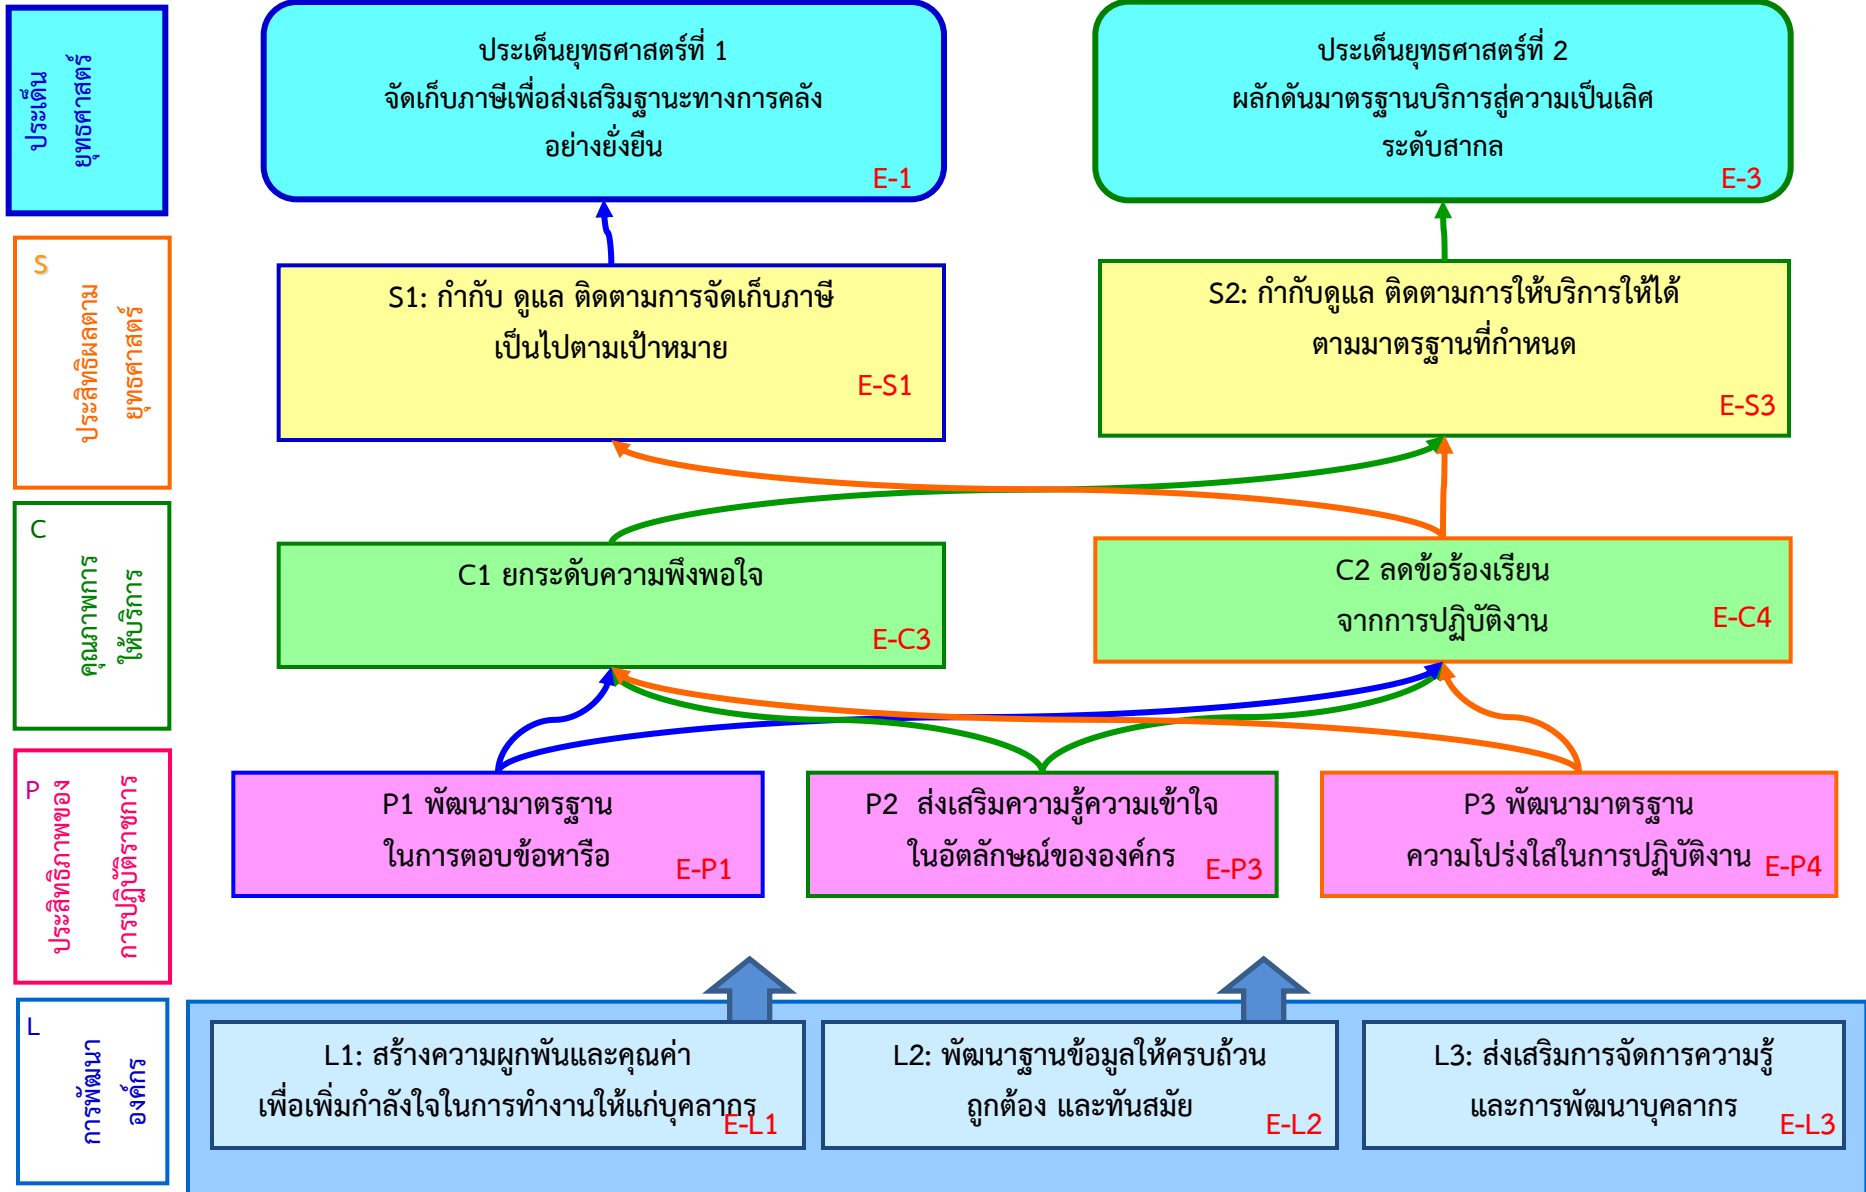 ประเด็น
ยุทธศาสตร์
ประเด็นยุทธศาสตร์ที่ 1
จัดเก็บภาษีเพื่อส่งเสริมฐานะทางการคลัง
อย่างยั่งยืน
E-1
ประเด็นยุทธศาสตร์ที่ 2
ผลักดันมาตรฐานบริการสู่ความเป็นเลิศ
ระดับสากล
E-3
S
ประสิทธิผลตาม
ยุทธศาสตร์
S1: กำกับ ดูแล ติดตามการจัดเก็บภาษี
เป็นไปตามเป้าหมาย
E-S1
S2: กำกับดูแล ติดตามการให้บริการให้ได้
ตามมาตรฐานที่กำหนด
E-S3
C
คุณภาพการ
ให้บริการ
C1 ยกระดับความพึงพอใจ
E-C3
C2 ลดข้อร้องเรียน
จากการปฏิบัติงาน
E-C4
P
ประสิทธิภาพของ
การปฏิบัติราชการ
P1 พัฒนามาตรฐาน
ในการตอบข้อหารือ
E-P1
P2 ส่งเสริมความรู้ความเข้าใจ
ในอัตลักษณ์ขององค์กร
E-P3
P3 พัฒนามาตรฐาน
ความโปร่งใสในการปฏิบัติงาน
E-P4
L
การพัฒนา
องค์กร
L1: สร้างความผูกพันและคุณค่า
เพื่อเพิ่มกำลังใจในการทำงานให้แก่บุคลากร
E-L1
L2: พัฒนาฐานข้อมูลให้ครบถ้วน
ถูกต้อง และทันสมัย
E-L2
L3: ส่งเสริมการจัดการความรู้
และการพัฒนาบุคลากร
E-L3